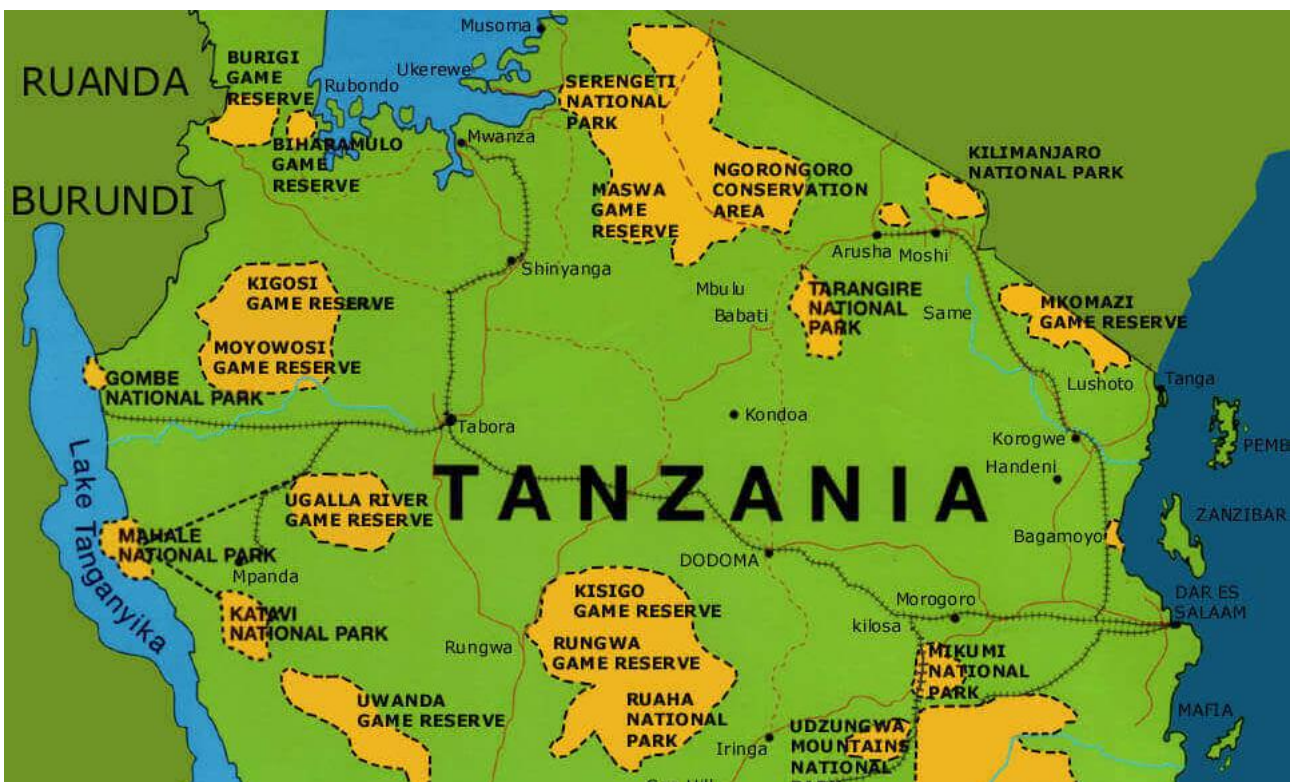 Musoma
BURIGI
GAME
RESERVE
Ukerewe
RUANDA
Rubondo
SERENGETI
NATIONAL
PARK
Mwanza
BIHARAMULO
GAME
RESERVE
KILIMANJARO
NATIONAL PARK
NGORONGORO
CONSERVATION
AREA
MASWA
GAME
RESERVE
BURUNDI
Arusha
Moshi
Shinyanga
KIGOSI
GAME RESERVE
Mbulu
Babati
TARANGIRE
NATIONAL
PARK
Same
MKOMAZI
GAME RESERVE
MOYOWOSI
GAME RESERVE
GOMBE
NATIONAL PARK
Lushoto
Tanga
Kondoa
Tabora
Korogwe
Handeni
PEMB
Lake Tanganyika
TANZANIA
UGALLA RIVER
GAME RESERVE
ZANZIBAR
MAHALE
NATIONAL PARK
Bagamoyo
Mpanda
DODOMA
KISIGO
GAME RESERVE
Morogoro
DAR ES
SALAAM
KATAVI
NATIONAL PARK
kilosa
Rungwa
RUNGWA
GAME RESERVE
MIKUMI
NATIONAL
PARK
UWANDA
GAME RESERVE
RUAHA
NATIONAL
PARK
MAFIA
Iringa
UDZUNGWA
MOUNTAINS
NATIONAL